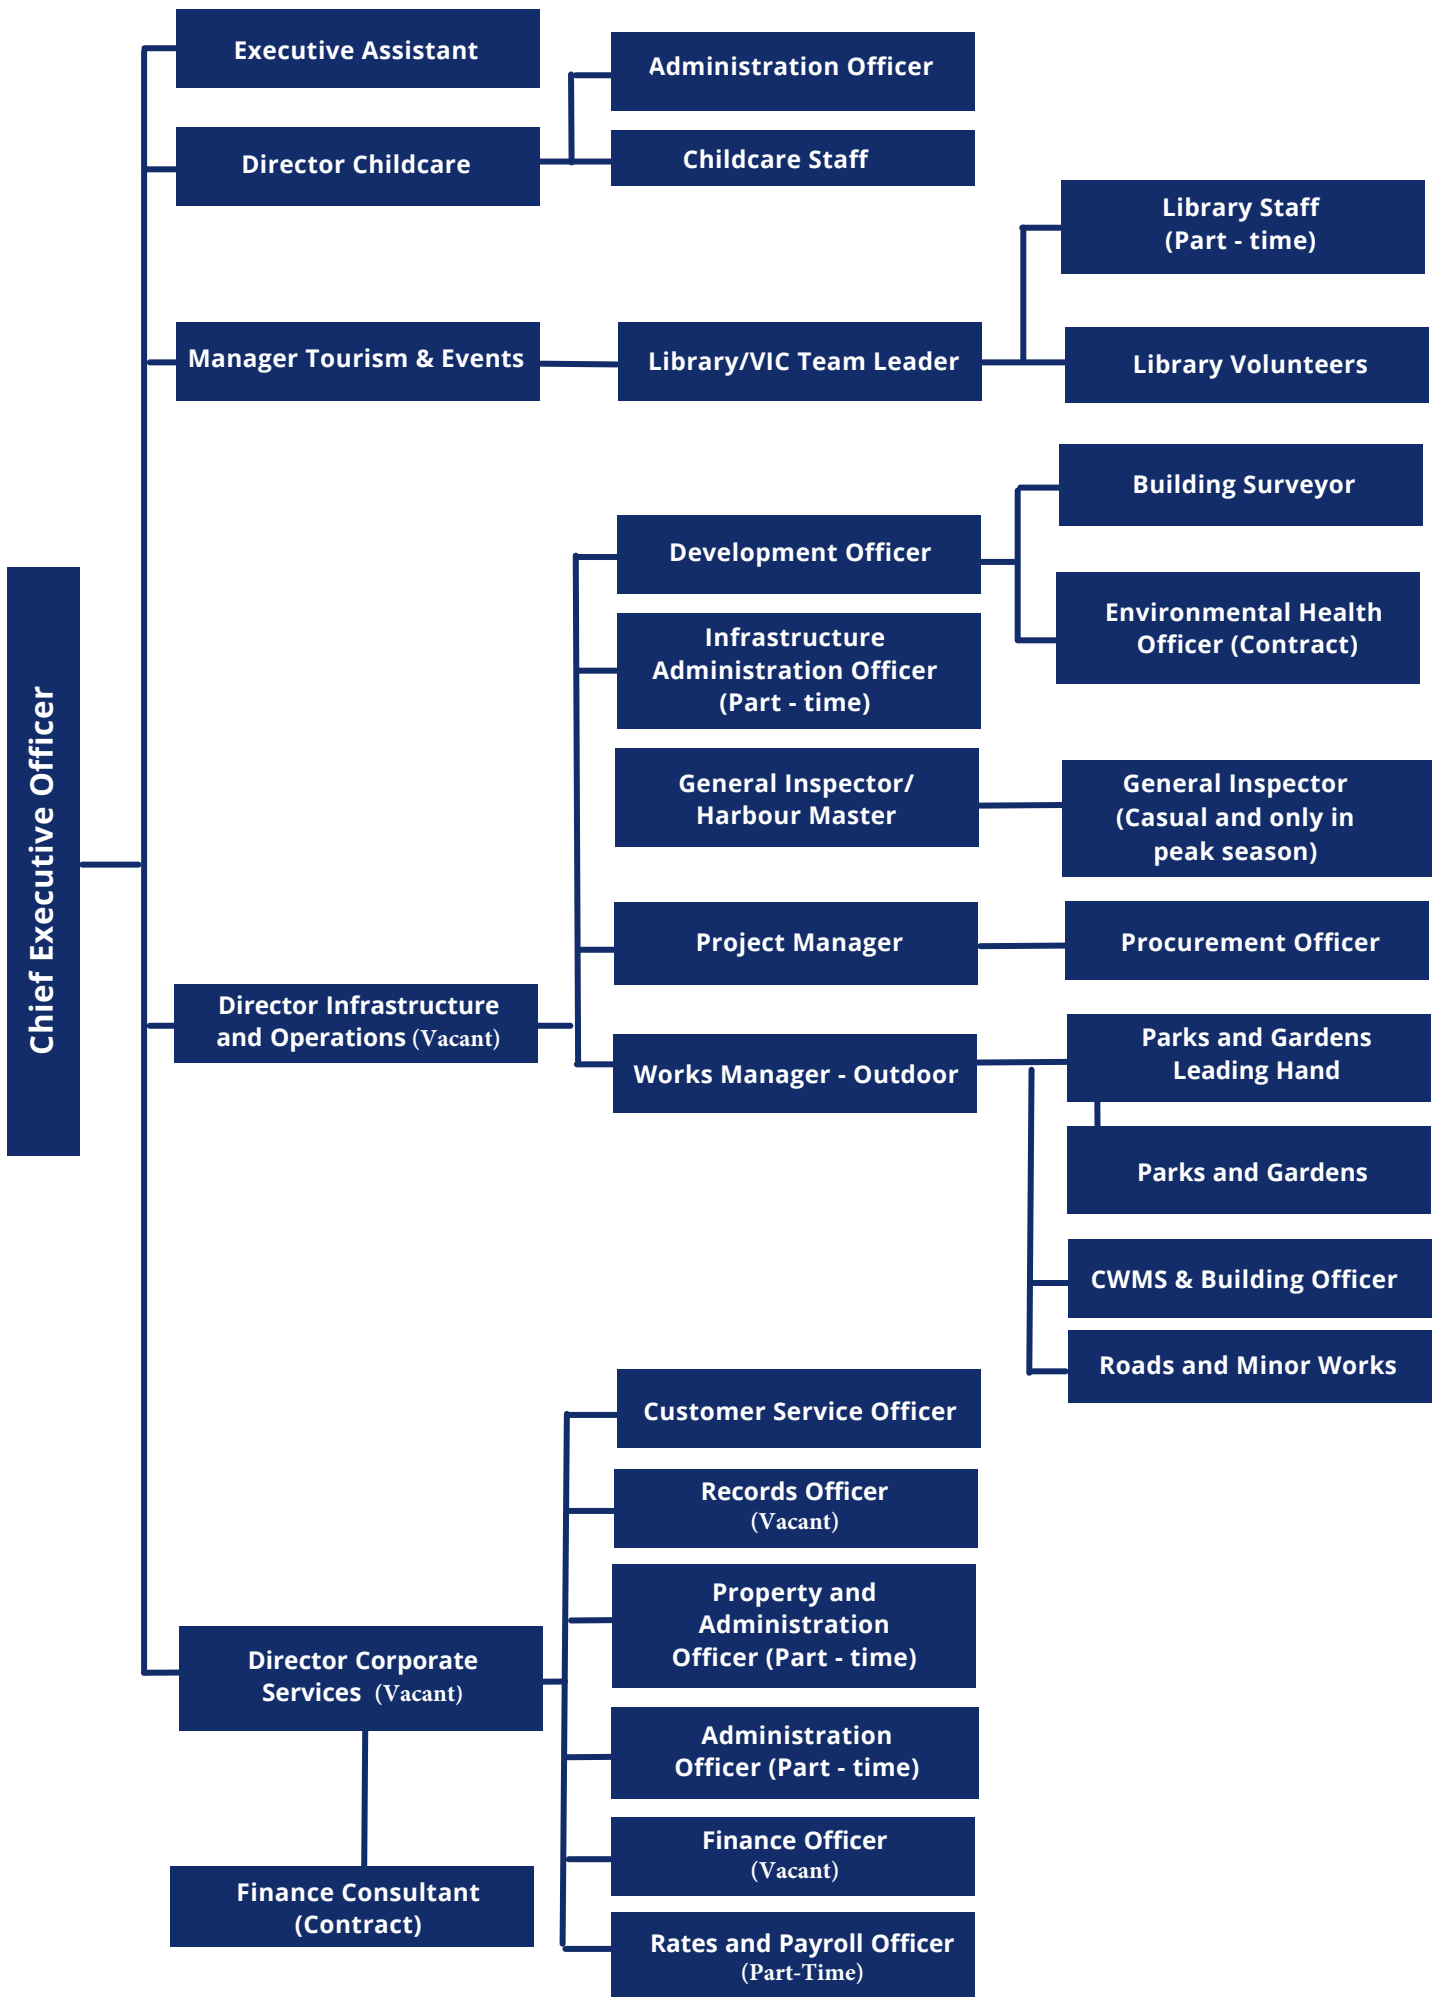 Chief Executive Officer
Executive Assistant
Director Childcare
Administration Officer
Childcare Staff
Manager Tourism & Events
Library/VIC Team Leader
Library Staff
(Part - time)
Library Volunteers
Director Infrastructure
and Operations (Vacant)
Development Officer
Building Surveyor
Environmental Health
Officer (Contract)
Infrastructure
Administration Officer
(Part - time)
General Inspector/
Harbour Master
General Inspector
(Casual and only in
peak season)
Project Manager
Procurement Officer
Works Manager - Outdoor
Parks and Gardens
Leading Hand
Parks and Gardens
CWMS & Building Officer
Roads and Minor Works
Director Corporate
Services (Vacant)
Customer Service Officer
Records Officer
(Vacant)
Property and
Administration
Officer (Part - time)
Administration
Officer (Part - time)
Finance Officer
(Vacant)
Rates and Payroll Officer
(Part-Time)
Finance Consultant
(Contract)